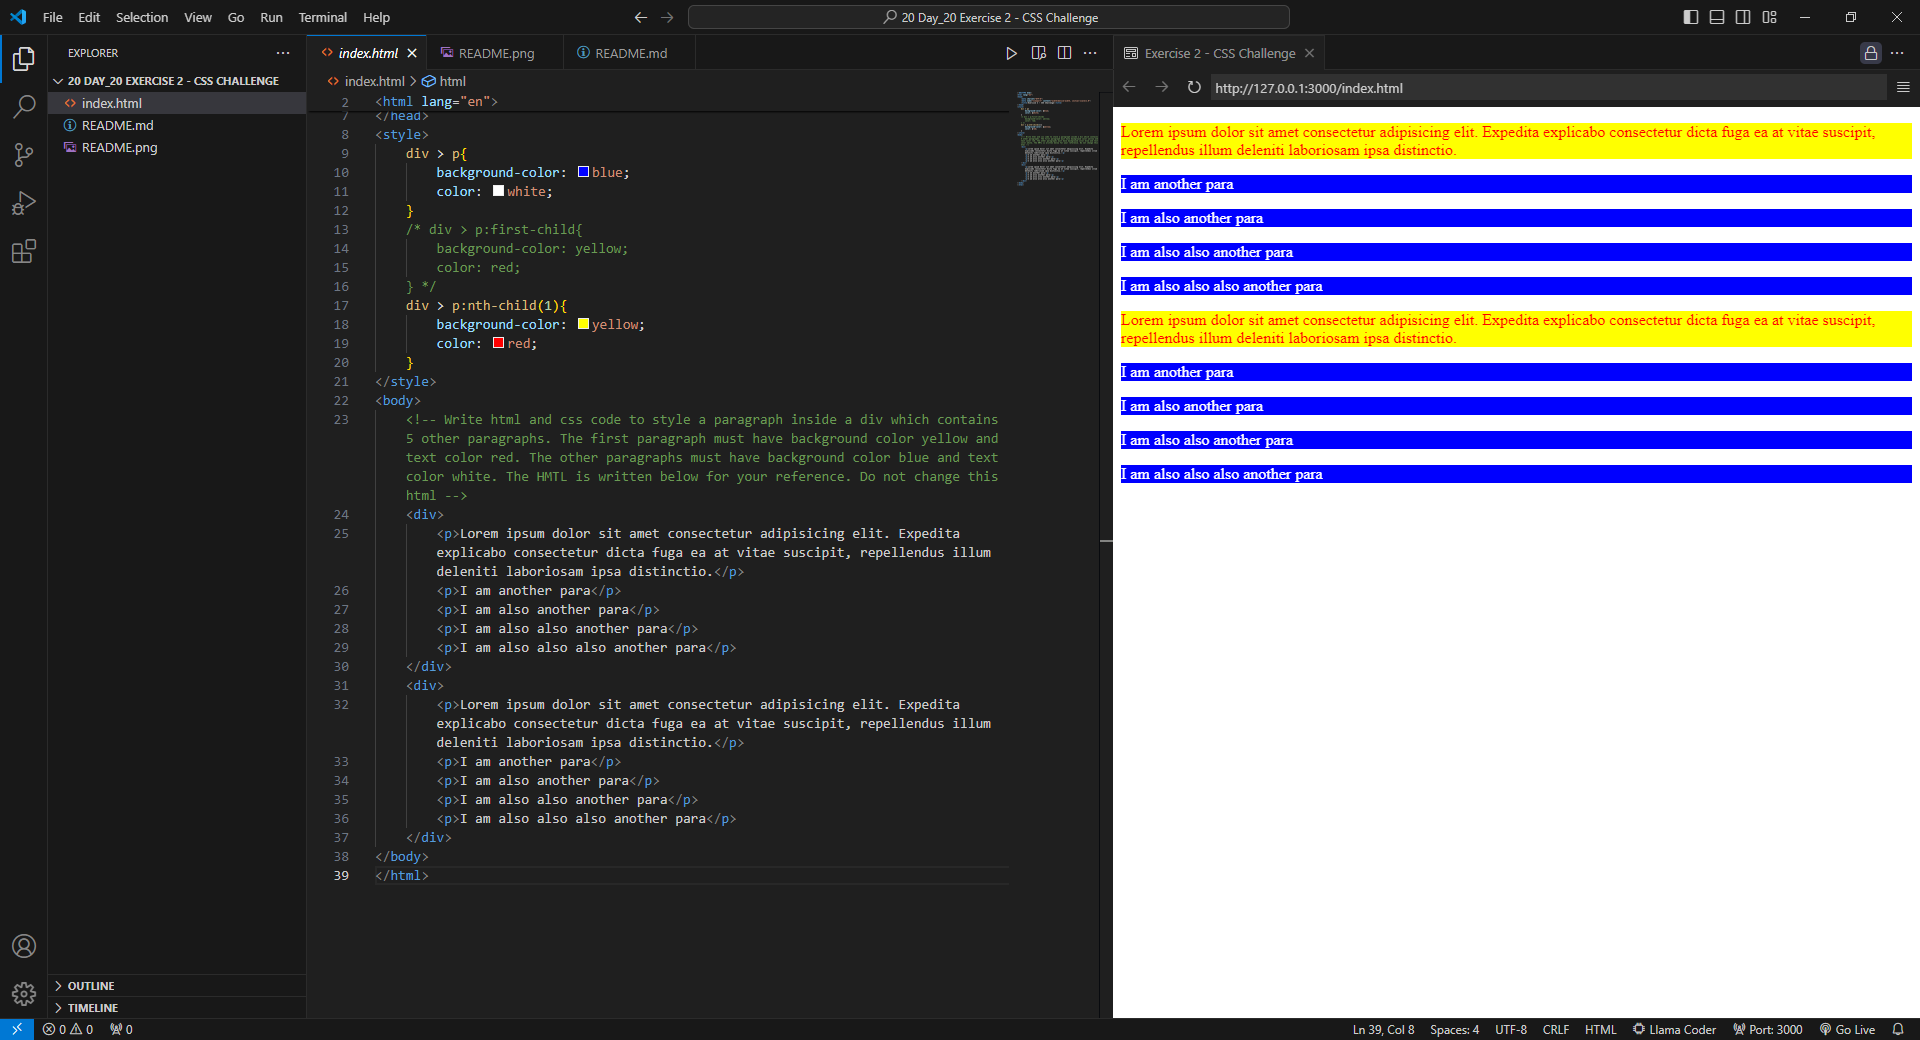 File Edit Selection View Go Run Terminal Help
20 Day_20 Exercise 2 - CSS Challenge
EXPLORER
20 DAY_20 EXERCISE 2 - CSS CHALLENGE
index.html
README.md
README.png
OUTLINE
TIMELINE
index.html README.png README.md
index.html > html
2 <html lang="en">
7 </head>
8 <style>
9 div > p{
10 background-color: blue;
11 color: white;
12 }
13 /* div > p:first-child{
14 background-color: yellow;
15 color: red;
16 } */
17 div > p:nth-child(1){
18 background-color: yellow;
19 color: red;
20 }
21 </style>
22 <body>
23 <!-- Write html and css code to style a paragraph inside a div which contains
5 other paragraphs. The first paragraph must have background color yellow and
text color red. The other paragraphs must have background color blue and text
color white. The HMTL is written below for your reference. Do not change this
html -->
24 <div>
25 <p>Lorem ipsum dolor sit amet consectetur adipisicing elit. Expedita
explicabo consectetur dicta fuga ea at vitae suscipit, repellendus illum
deleniti laboriosam ipsa distinctio.</p>
26 <p>I am another para</p>
27 <p>I am also another para</p>
28 <p>I am also also another para</p>
29 <p>I am also also also another para</p>
30 </div>
31 <div>
32 <p>Lorem ipsum dolor sit amet consectetur adipisicing elit. Expedita
explicabo consectetur dicta fuga ea at vitae suscipit, repellendus illum
deleniti laboriosam ipsa distinctio.</p>
33 <p>I am another para</p>
34 <p>I am also another para</p>
35 <p>I am also also another para</p>
36 <p>I am also also also another para</p>
37 </div>
38 </body>
39 </html>
Exercise 2 - CSS Challenge
http://127.0.0.1:3000/index.html
Lorem ipsum dolor sit amet consectetur adipisicing elit. Expedita explicabo consectetur dicta fuga ea at vitae suscipit,
repellendus illum deleniti laboriosam ipsa distinctio.
I am another para
I am also another para
I am also also another para
I am also also also another para
Lorem ipsum dolor sit amet consectetur adipisicing elit. Expedita explicabo consectetur dicta fuga ea at vitae suscipit,
repellendus illum deleniti laboriosam ipsa distinctio.
I am another para
I am also another para
I am also also another para
I am also also also another para
0 0 0
Ln 39, Col 8 Spaces: 4 UTF-8 CRLF HTML Llama Coder Port: 3000 Go Live